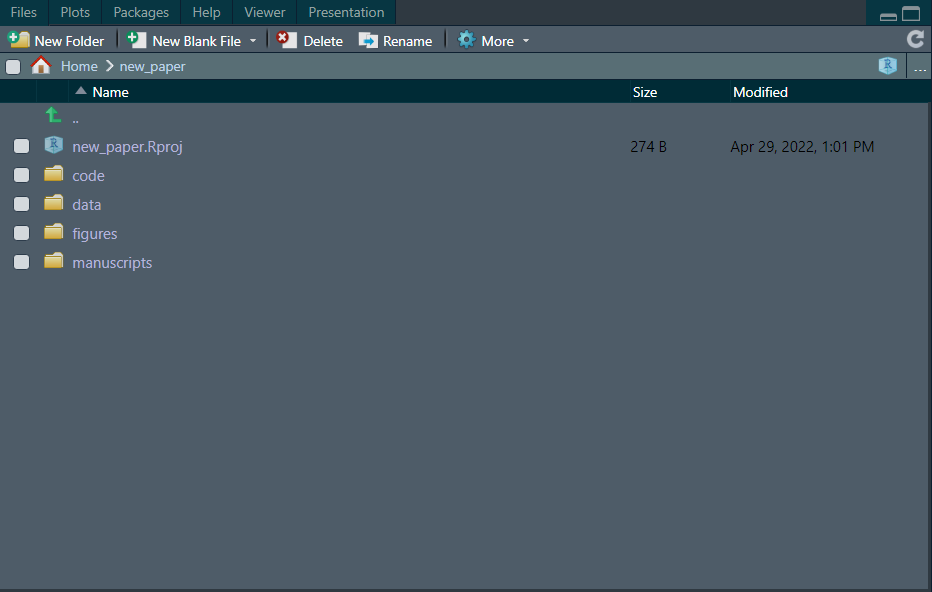 Files Plots Packages Help Viewer Presentation
New Folder New Blank File Delete Rename More
Home new_paper R ...
Name Size Modified
..
R new_paper.Rproj 274 B Apr 29, 2022, 1:01 PM
code
data
figures
manuscripts